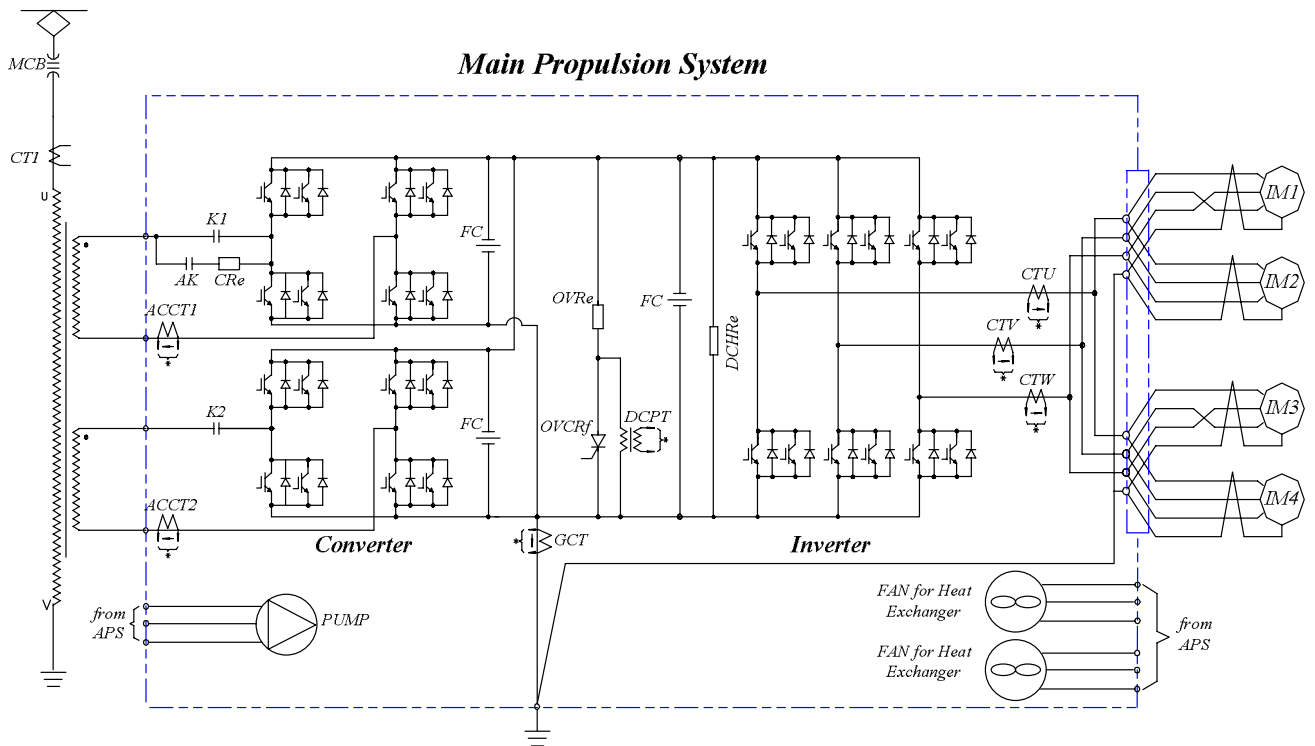 Main Propulsion System
MCB
CT1
U
K1
AK
CRe
ACCT1
K2
ACCT2
V
FC
FC
FC
OVRe
OVCRf
DCPT
*
DCHRe
CTU
*
CTV
*
CTW
*
*
*
IM1
IM2
IM3
IM4
Converter
* GCT
Inverter
from
APS
PUMP
FAN for Heat
Exchanger
FAN for Heat
Exchanger
from
APS